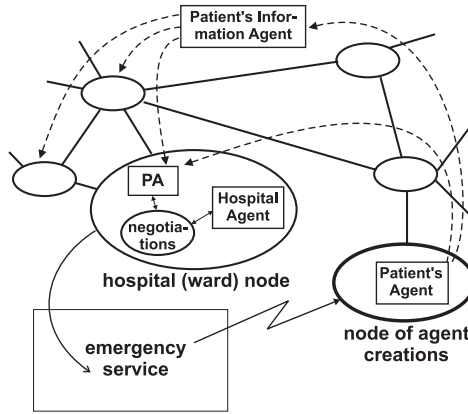 Patient's Infor-
mation Agent
PA
Hospital
Agent
negotia-
tions
hospital (ward) node
Patient's
Agent
node of agent
creations
emergency
service